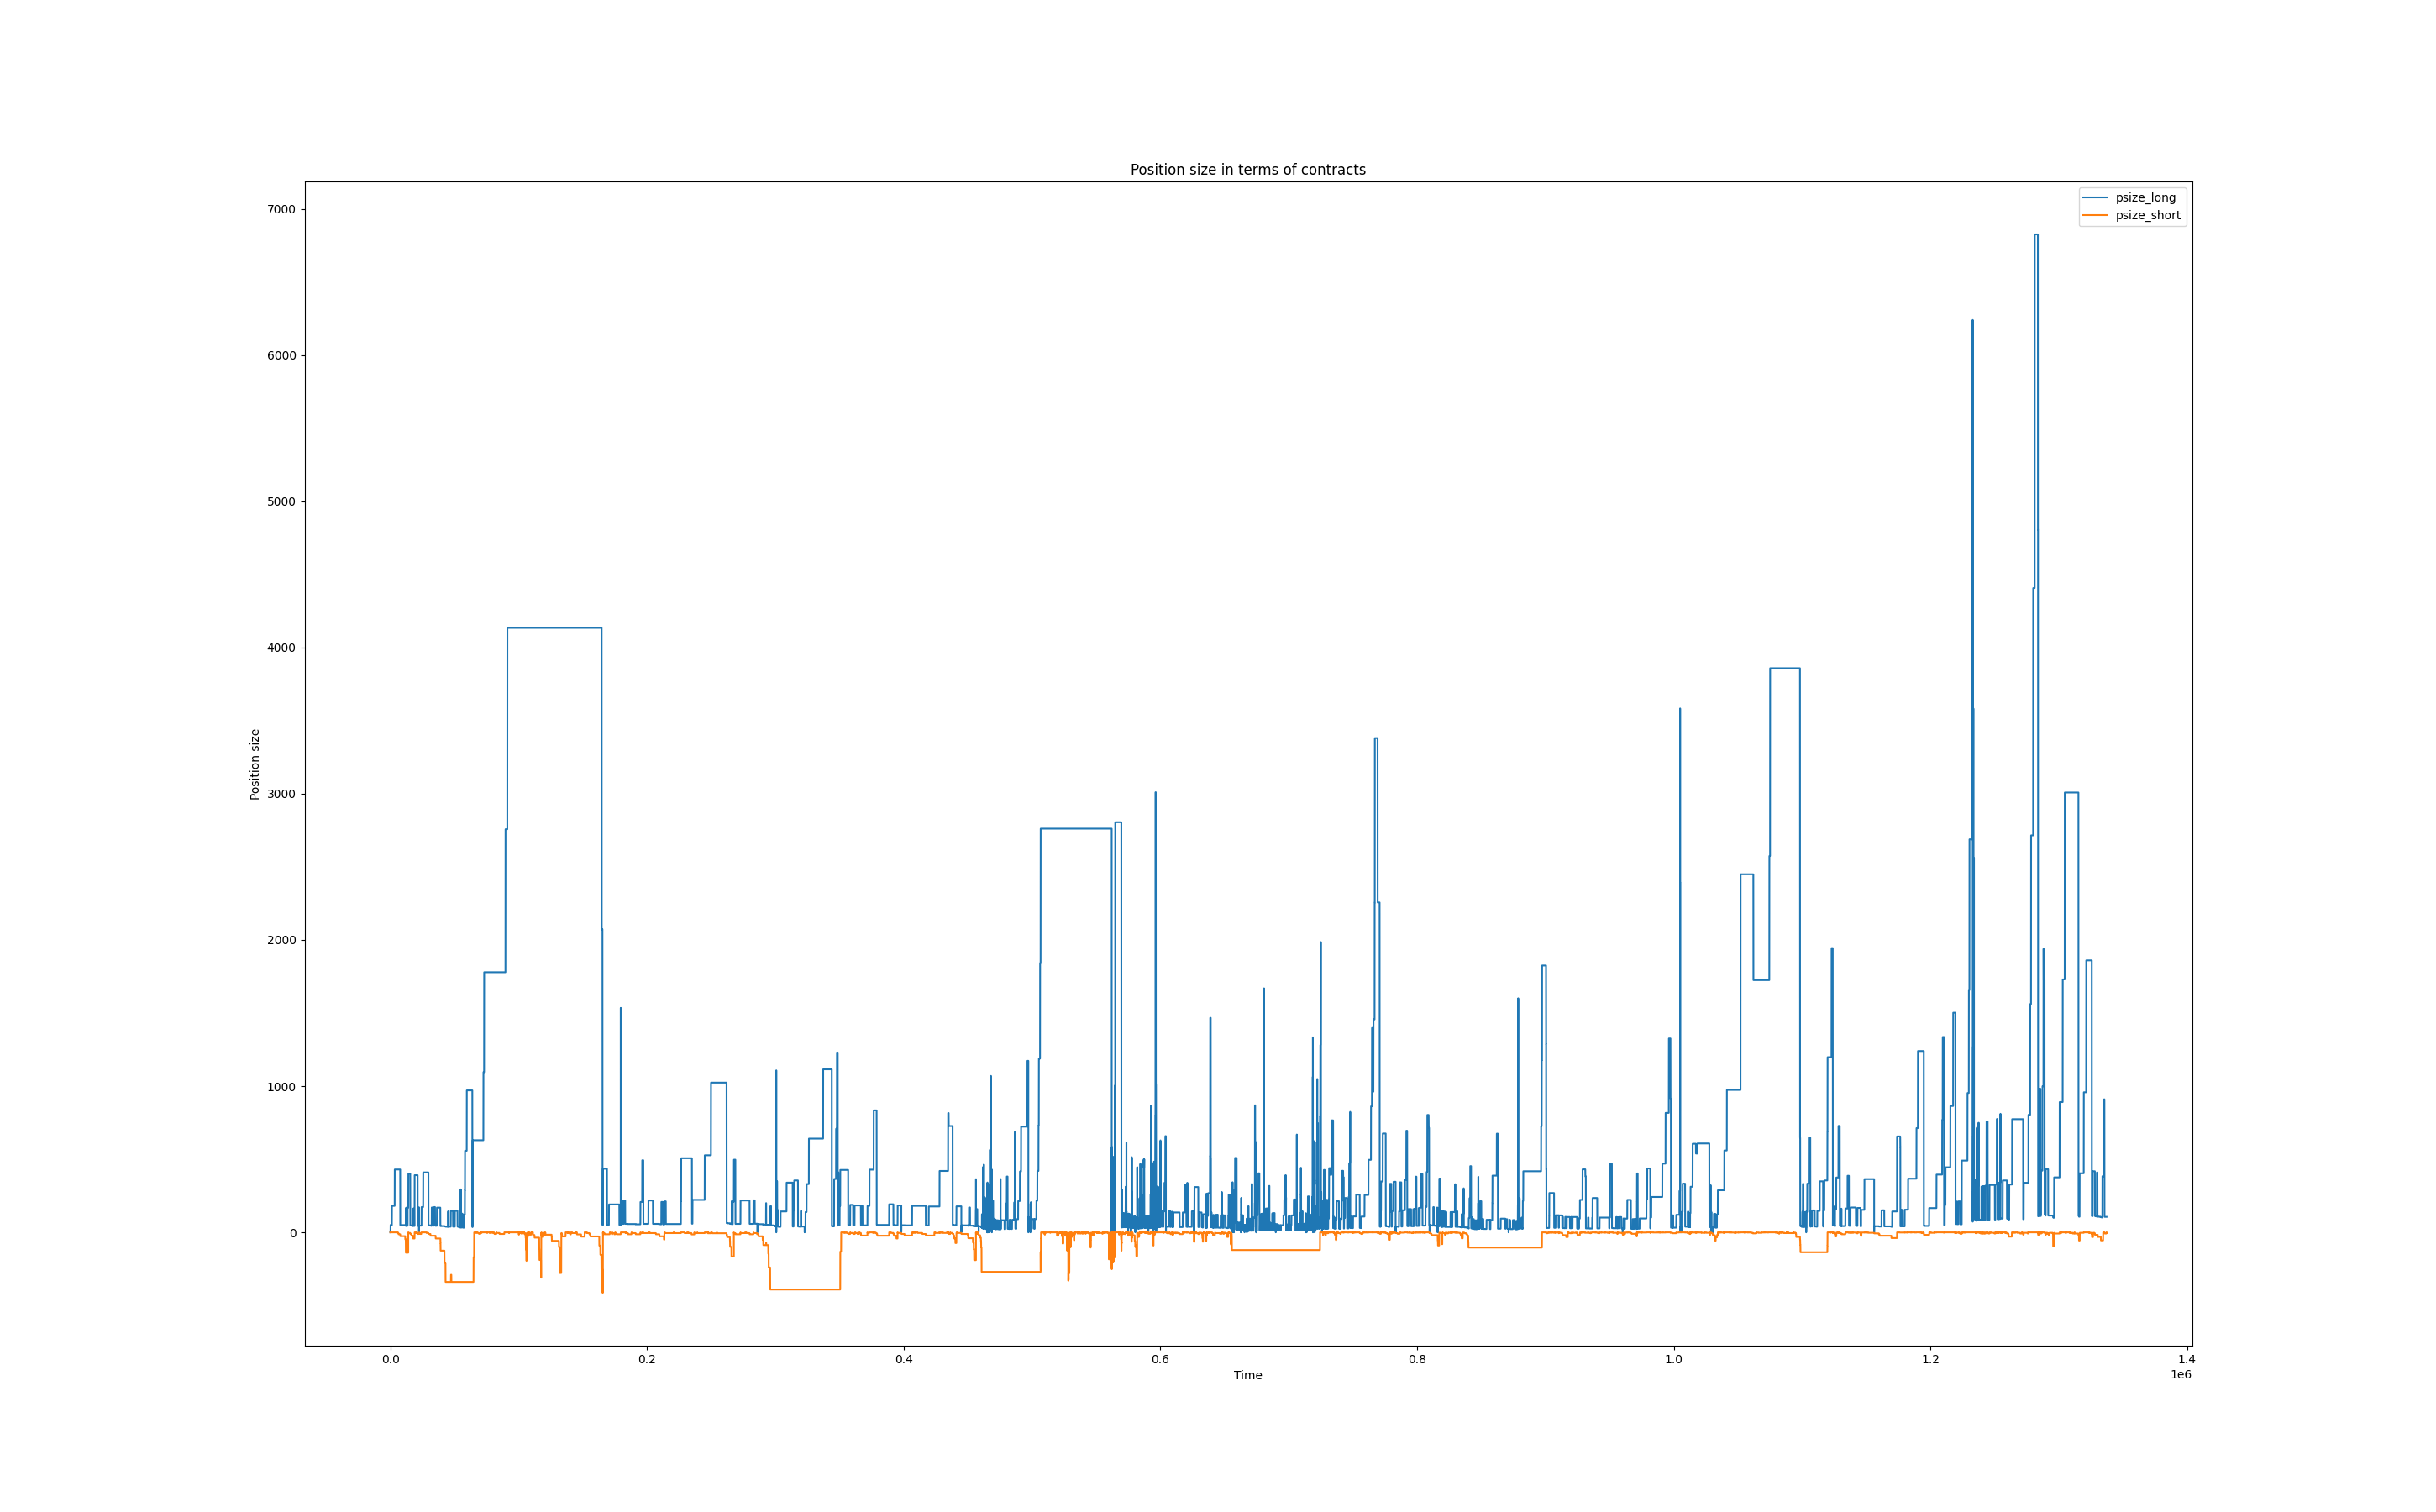 Position size in terms of contracts
psize_long
psize_short
Position size
7000
6000
5000
4000
3000
2000
1000
0
0.0 0.2 0.4 0.6 0.8 1.0 1.2 1.4
Time
1e6